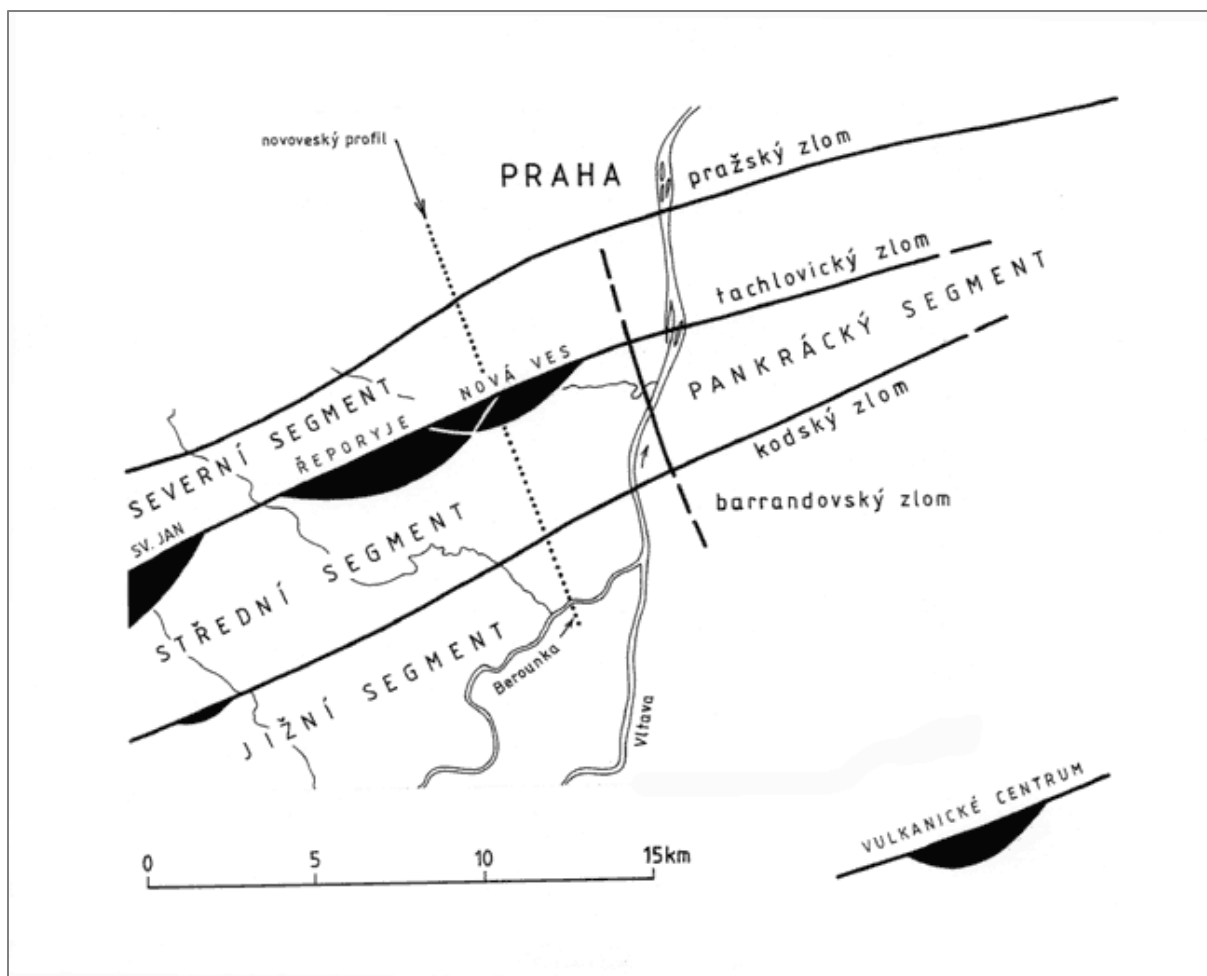 novoveský profil
PRAHA
pražský zlom
tachlovický zlom
PANKRÁCKÝ SEGMENT
kodský zlom
barrandovský zlom
NOVÁ VES
ŘEPORYJE
SEVERNÍ SEGMENT
SV. JAN
STŘEDNÍ SEGMENT
JIŽNÍ SEGMENT
Berounka
Vltava
VULKANICKÉ CENTRUM
0 5 10 15km